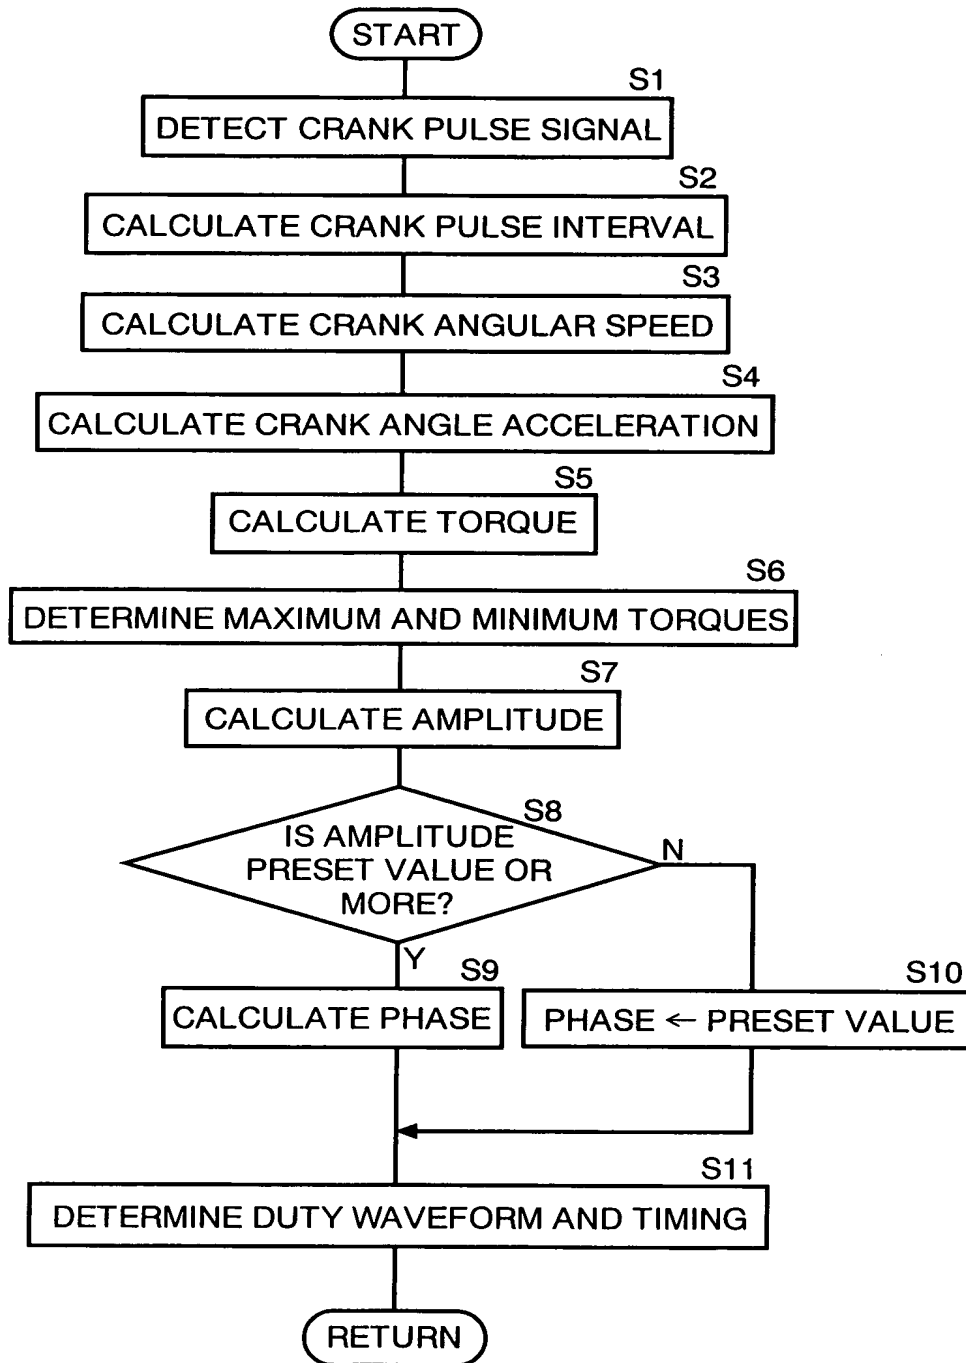 START
S1
DETECT CRANK PULSE SIGNAL
S2
CALCULATE CRANK PULSE INTERVAL
S3
CALCULATE CRANK ANGULAR SPEED
S4
CALCULATE CRANK ANGLE ACCELERATION
S5
CALCULATE TORQUE
S6
DETERMINE MAXIMUM AND MINIMUM TORQUES
S7
CALCULATE AMPLITUDE
S8
IS AMPLITUDE
PRESET VALUE OR
MORE?
N
Y
S9
CALCULATE PHASE
S10
PHASE ← PRESET VALUE
S11
DETERMINE DUTY WAVEFORM AND TIMING
RETURN